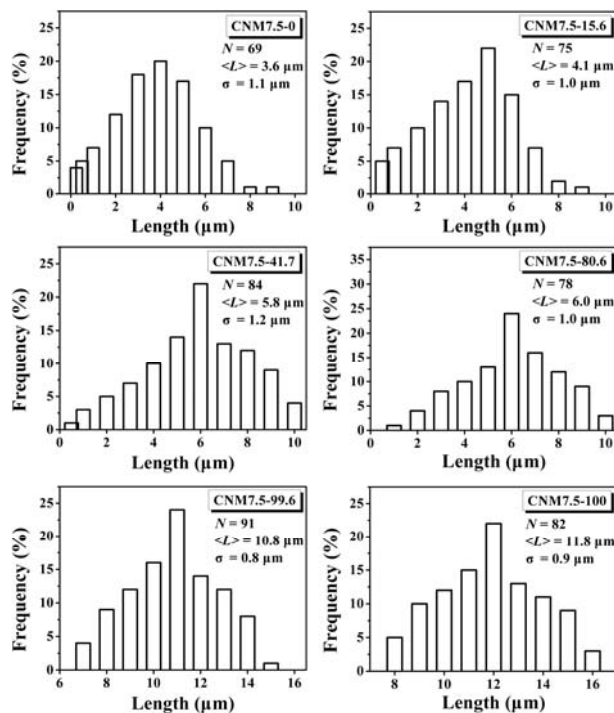 CNM7.5-0
N = 69
<L> = 3.6 µm
σ = 1.1 µm
Frequency (%)
25
20
15
10
5
0
0 2 4 6 8 10
Length (µm)
CNM7.5-15.6
N = 75
<L> = 4.1 µm
σ = 1.0 µm
Frequency (%)
25
20
15
10
5
0
0 2 4 6 8 10
Length (µm)
CNM7.5-41.7
N = 84
<L> = 5.8 µm
σ = 1.2 µm
Frequency (%)
25
20
15
10
5
0
0 2 4 6 8 10
Length (µm)
CNM7.5-80.6
N = 78
<L> = 6.0 µm
σ = 1.0 µm
Frequency (%)
35
30
25
20
15
10
5
0
0 2 4 6 8 10
Length (µm)
CNM7.5-99.6
N = 91
<L> = 10.8 µm
σ = 0.8 µm
Frequency (%)
25
20
15
10
5
0
6 8 10 12 14 16
Length (µm)
CNM7.5-100
N = 82
<L> = 11.8 µm
σ = 0.9 µm
Frequency (%)
25
20
15
10
5
0
8 10 12 14 16
Length (µm)